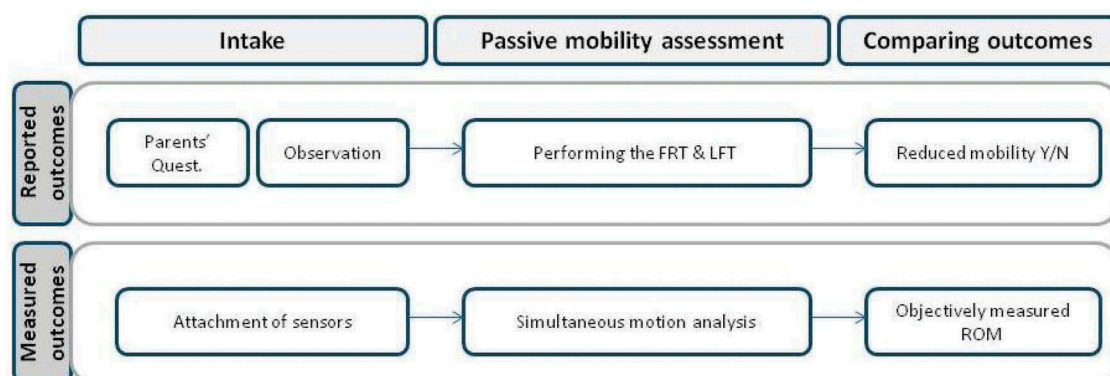 Intake
Passive mobility assessment
Comparing outcomes
Reported
outcomes
Parents’
Quest.
Observation
Performing the FRT & LFT
Reduced mobility Y/N
Measured
outcomes
Attachment of sensors
Simultaneous motion analysis
Objectively measured
ROM